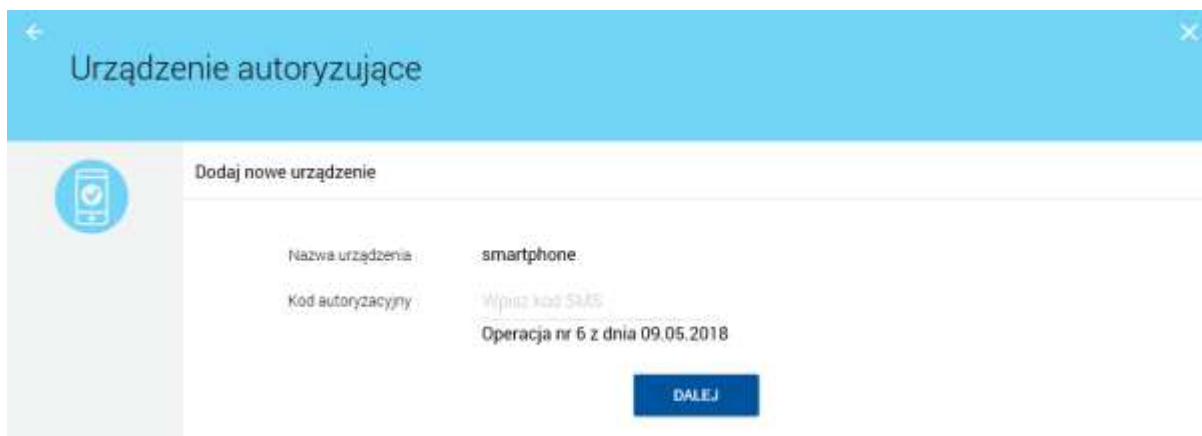 Urządzenie autoryzujące
Dodaj nowe urządzenie
Nazwa urządzenia smartphone
Kod autoryzacyjny Wpisz kod SMS
Operacja nr 6 z dnia 09.05.2018
DALEJ